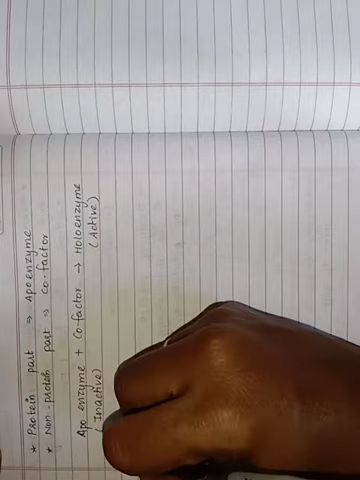 * Protein part ⇒ Apoenzyme
* Non-protein part ⇒ Co-factor
Apo enzyme + Co-factor → Holoenzyme
(Inactive) (Active)